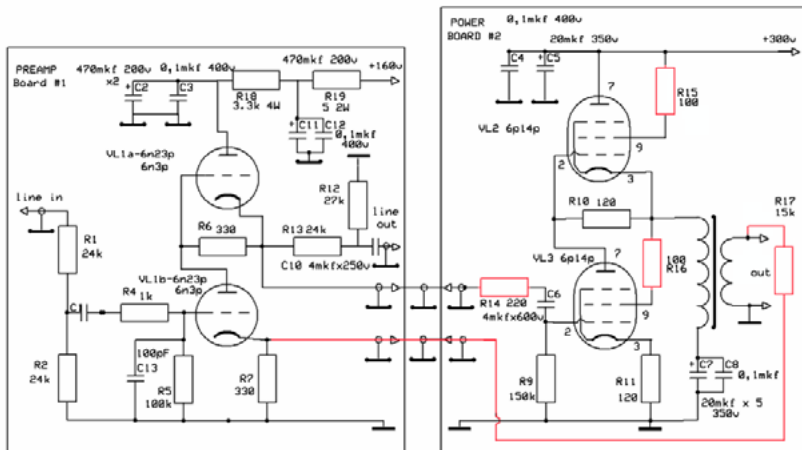 PREAMP
Board #1
470mkf 200v
x2
0,1mkf 400v
C2
C3
R18
3.3k 4W
470mkf 200v
R19
5 2W
+160v
C11
C12
0,1mkf
400v
VL1a-6n23p
6n3p
R12
27k
line in
R1
24k
R6
330
R13 24k
line
out
C10 4mkfx250v
VL1b-6n23p
6n3p
R4
1k
C1
R2
24k
100pF
C13
R5
100k
R7
330
POWER
BOARD #2
0,1mkf 400v
20mkf 350v
+300v
C4
C5
7
R15
100
VL2 6p14p
9
2
3
R10 120
R17
15k
7
VL3 6p14p
100
R16
out
R14 220
4mkfx600v
C6
9
2
3
R9
150k
R11
120
C7
C8
0,1mkf
20mkf x 5
350v